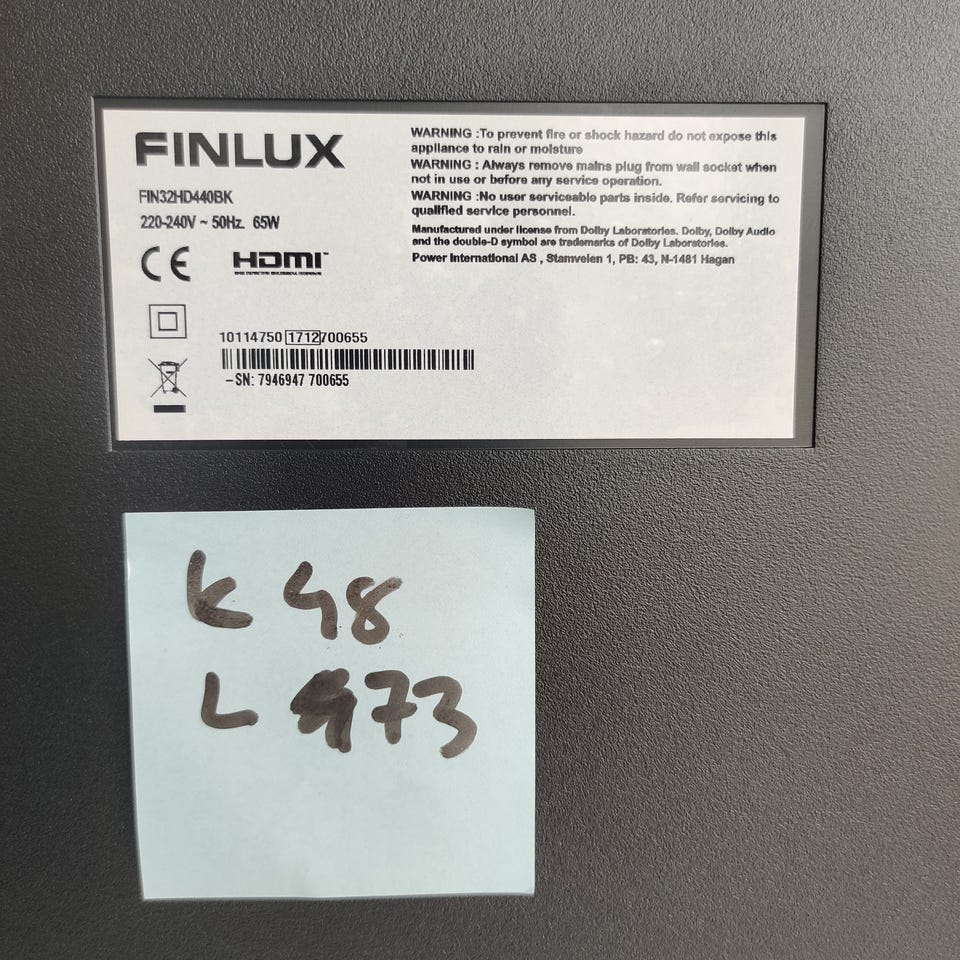 FINLUX
FIN32HD440BK
220-240V ~ 50Hz. 65W
CE HDMI™
WARNING :To prevent fire or shock hazard do not expose this
appliance to rain or moisture
WARNING : Always remove mains plug from wall socket when
not in use or before any service operation.
WARNING :No user serviceable parts inside. Refer servicing to
qualified service personnel.
Manufactured under license from Dolby Laboratories. Dolby, Dolby Audio
and the double-D symbol are trademarks of Dolby Laboratories.
Power International AS , Stamveien 1, PB: 43, N-1481 Hagan
10114750 1712 700655
–SN: 7946947 700655
K 48
L 973